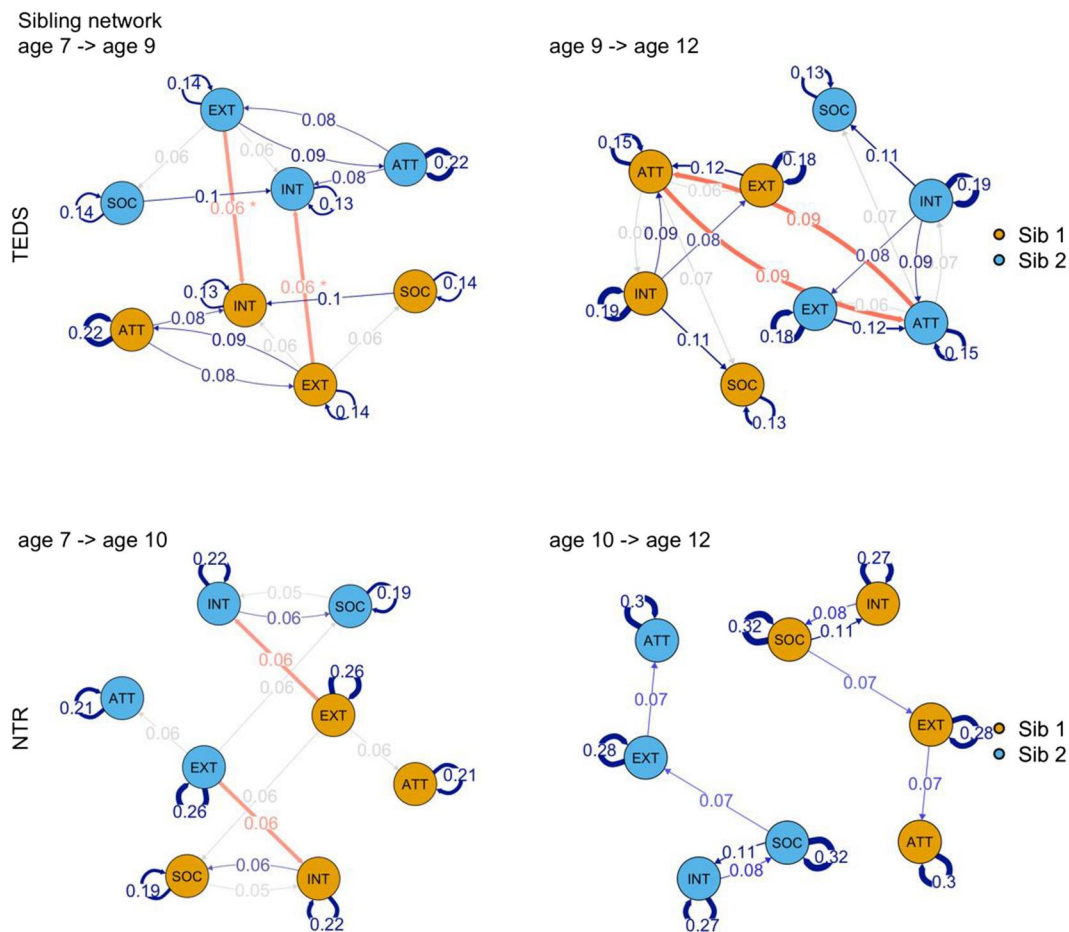 Sibling network
age 7 -> age 9
age 9 -> age 12
TEDS
0.14
EXT
0.08
0.06
0.06
0.09
ATT
0.22
0.08
INT
0.13
SOC
0.14
0.1
0.06 *
0.06 *
0.13
INT
0.1
SOC
0.14
0.22
ATT
0.08
0.09
0.06
0.06
0.08
EXT
0.14
0.13
SOC
0.15
ATT
0.12
EXT
0.18
0.06
0.11
INT
0.19
0.09
0.07
0.09
0.08
0.07
0.08
0.09
0.07
0.09
INT
0.19
EXT
0.18
0.06
0.12
ATT
0.15
0.11
SOC
0.13
Sib 1
Sib 2
age 7 -> age 10
age 10 -> age 12
NTR
0.22
INT
0.05
0.06
SOC
0.19
0.06
0.06
0.26
EXT
ATT
0.21
0.06
0.06
EXT
0.26
ATT
0.21
0.06
0.06
SOC
0.19
0.06
0.05
INT
0.22
0.3
ATT
0.27
INT
0.08
0.32
SOC
0.11
0.07
0.07
EXT
0.28
0.28
EXT
0.07
0.07
SOC
0.32
0.11
0.08
INT
0.27
ATT
0.3
Sib 1
Sib 2